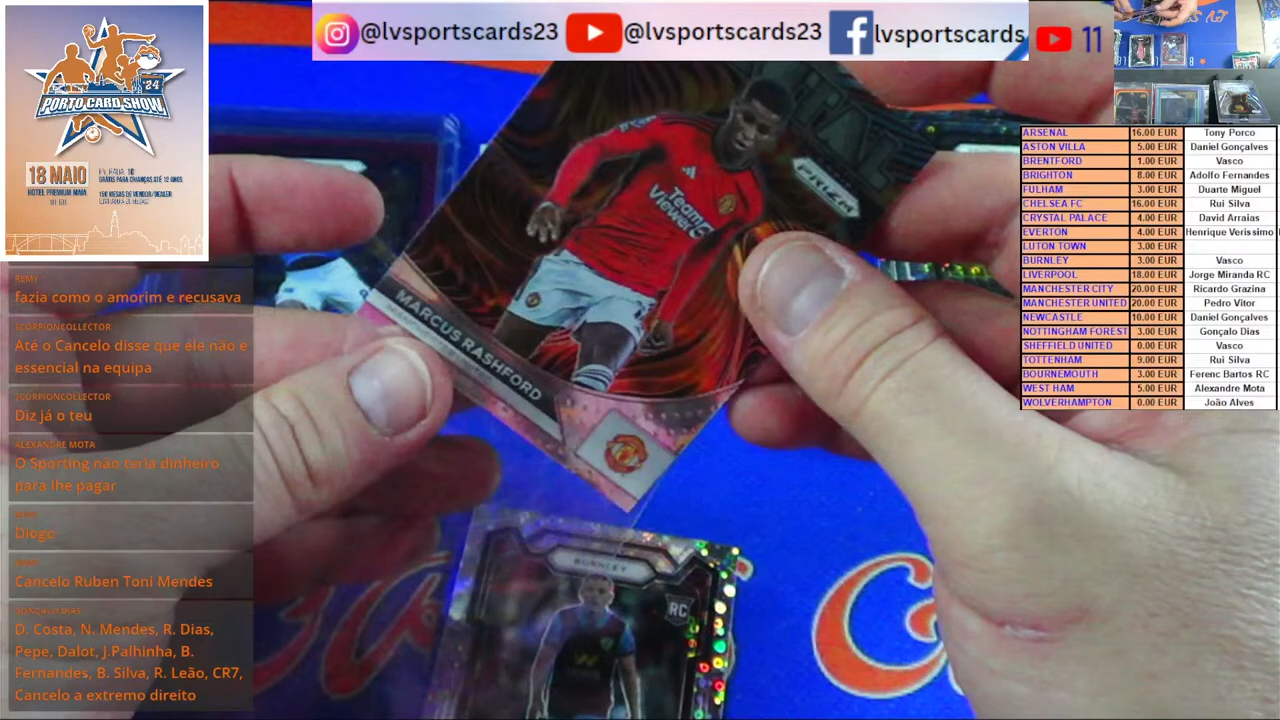 @lvsportscards23
@lvsportscards23
lvsportscards
11
'24
PORTO CARD SHOW
18 MAIO
HOTEL PREMIUM MAIA
REMY
fazia como o amorim e recusava
SCORPIONCOLLECTOR
Até o Cancelo disse que ele não e
essencial na equipa
SCORPIONCOLLECTOR
Diz já o teu
ALEXANDRE MOTA
O Sporting não teria dinheiro
para lhe pagar
Diogo
Cancelo Ruben Toni Mendes
GONÇALO DIAS
D. Costa, N. Mendes, R. Dias,
Pepe, Dalot, J.Palhinha, B.
Fernandes, B. Silva, R. Leão, CR7,
Cancelo a extremo direito
PRIZM
TeamViewer
MARCUS RASHFORD
BURNLEY
RC
ARSENAL 16.00 EUR Tony Porco
ASTON VILLA 5.00 EUR Daniel Gonçalves
BRENTFORD 1.00 EUR Vasco
BRIGHTON 8.00 EUR Adolfo Fernandes
FULHAM 3.00 EUR Duarte Miguel
CHELSEA FC 16.00 EUR Rui Silva
CRYSTAL PALACE 4.00 EUR David Arraias
EVERTON 4.00 EUR Henrique Verissimo
LUTON TOWN 3.00 EUR
BURNLEY 3.00 EUR Vasco
LIVERPOOL 18.00 EUR Jorge Miranda RC
MANCHESTER CITY 20.00 EUR Ricardo Grazina
MANCHESTER UNITED 20.00 EUR Pedro Vitor
NEWCASTLE 10.00 EUR Daniel Gonçalves
NOTTINGHAM FOREST 3.00 EUR Gonçalo Dias
SHEFFIELD UNITED 0.00 EUR Vasco
TOTTENHAM 9.00 EUR Rui Silva
BOURNEMOUTH 3.00 EUR Ferenc Bartos RC
WEST HAM 5.00 EUR Alexandre Mota
WOLVERHAMPTON 0.00 EUR João Alves